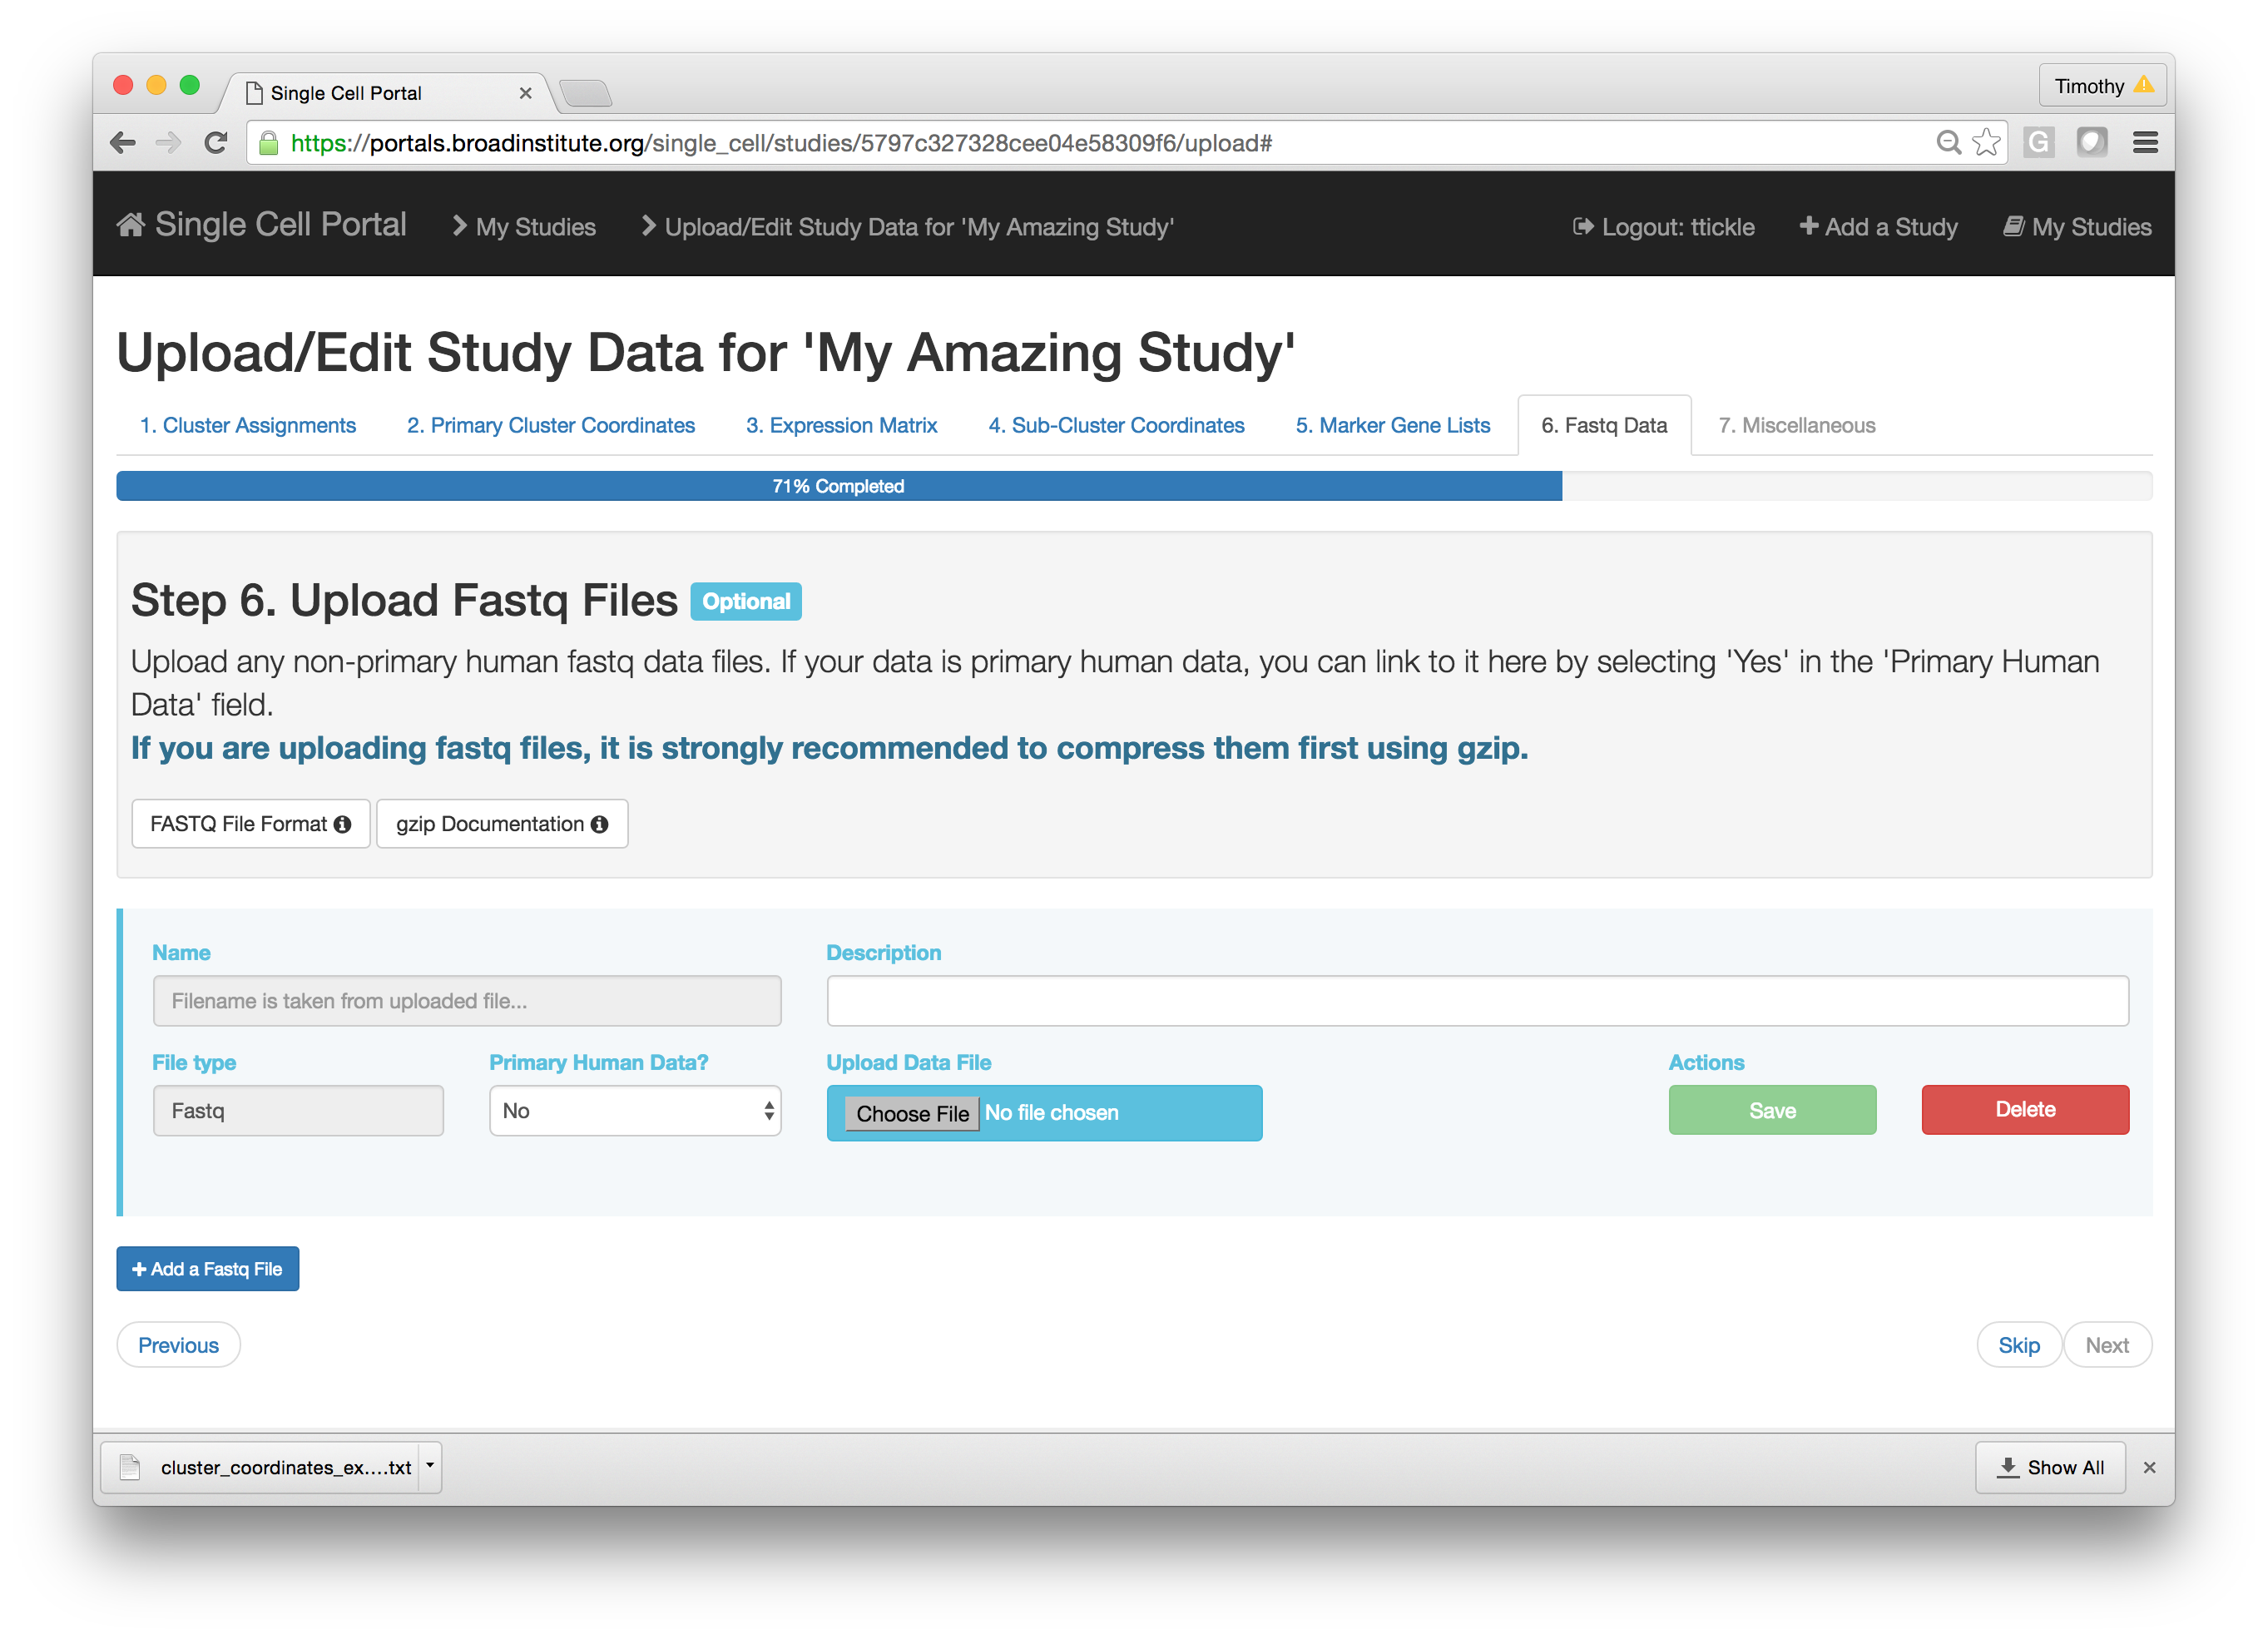 Single Cell Portal
Timothy
https://portals.broadinstitute.org/single_cell/studies/5797c327328cee04e58309f6/upload#
G
Single Cell Portal My Studies Upload/Edit Study Data for 'My Amazing Study' Logout: ttickle Add a Study My Studies
Upload/Edit Study Data for 'My Amazing Study'
1. Cluster Assignments 2. Primary Cluster Coordinates 3. Expression Matrix 4. Sub-Cluster Coordinates 5. Marker Gene Lists 6. Fastq Data 7. Miscellaneous
71% Completed
Step 6. Upload Fastq Files Optional
Upload any non-primary human fastq data files. If your data is primary human data, you can link to it here by selecting 'Yes' in the 'Primary Human
Data' field.
If you are uploading fastq files, it is strongly recommended to compress them first using gzip.
FASTQ File Format gzip Documentation
Name Description
Filename is taken from uploaded file...
File type Primary Human Data? Upload Data File Actions
Fastq No Choose File No file chosen Save Delete
+ Add a Fastq File
Previous Skip Next
cluster_coordinates_ex....txt Show All